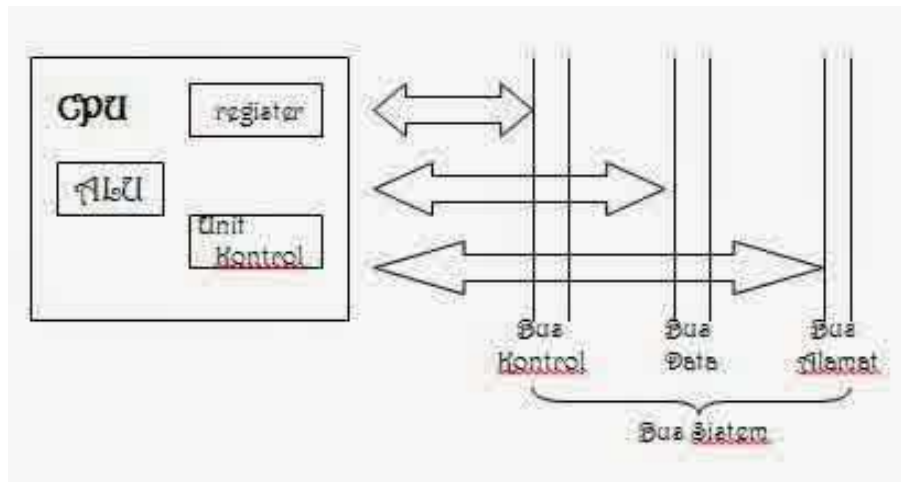 CPU
register
ALU
Unit
Kontrol
Bus
Kontrol
Bus
Data
Bus
Alamat
Bus Sistem